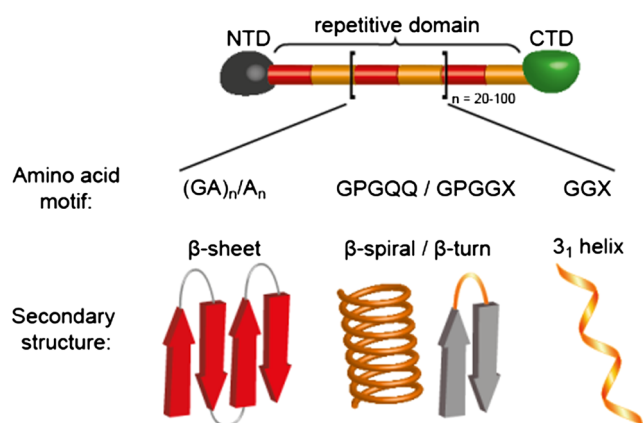 repetitive domain
NTD
CTD
n = 20-100
Amino acid
motif:
(GA)ₙ/Aₙ
GPGQQ / GPGGX
GGX
β-sheet
β-spiral / β-turn
3₁ helix
Secondary
structure: